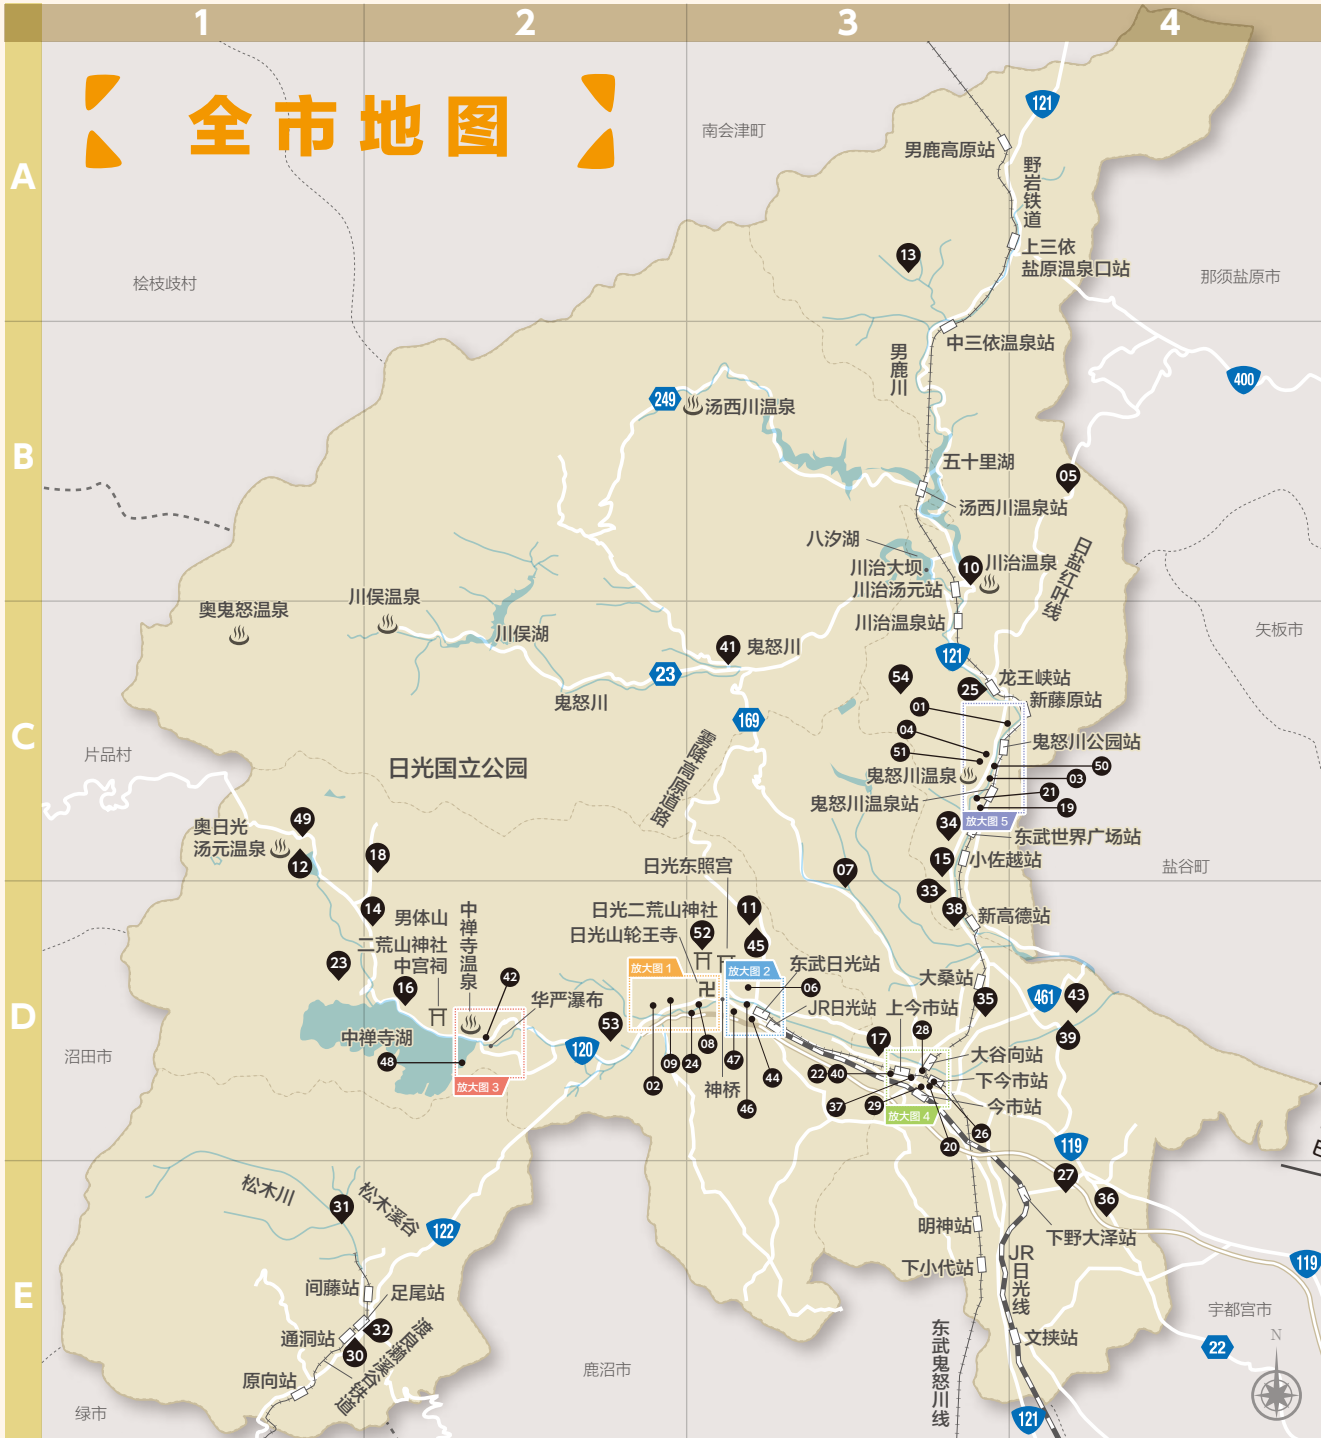 1
2
3
4
全市地图
A
B
C
D
E
南会津町
121
男鹿高原站
野岩铁道
13
上三依
盐原温泉口站
桧枝歧村
那须盐原市
中三依温泉站
男鹿川
400
249
汤西川温泉
五十里湖
05
汤西川温泉站
八汐湖
川治大坝
10
川治温泉
川治汤元站
日盐红叶线
奥鬼怒温泉
川俣温泉
川俣湖
川治温泉站
矢板市
41
鬼怒川
121
23
54
25
龙王峡站
新藤原站
鬼怒川
01
169
04
鬼怒川公园站
51
50
片品村
日光国立公园
雾降高原道路
鬼怒川温泉
03
鬼怒川温泉站
21
19
放大图 5
49
34
东武世界广场站
奥日光
汤元温泉
12
18
15
小佐越站
日光东照宫
07
盐谷町
33
14
男体山
中禅寺温泉
日光二荒山神社
11
38
新高德站
二荒山神社
中宫祠
日光山轮王寺
52
45
23
放大图 1
放大图 2
东武日光站
大桑站
16
42
卍
06
华严瀑布
JR日光站
上今市站
35
461
43
沼田市
中禅寺湖
53
120
17
28
39
48
08
47
大谷向站
09
24
44
22
40
下今市站
放大图 3
02
神桥
46
37
29
放大图 4
今市站
26
20
119
27
36
松木川
31
松木溪谷
122
明神站
下野大泽站
下小代站
JR日光线
119
间藤站
足尾站
宇都宫市
通洞站
32
30
渡良濑溪谷铁道
东武鬼怒川线
文挟站
22
N
原向站
鹿沼市
绿市
121